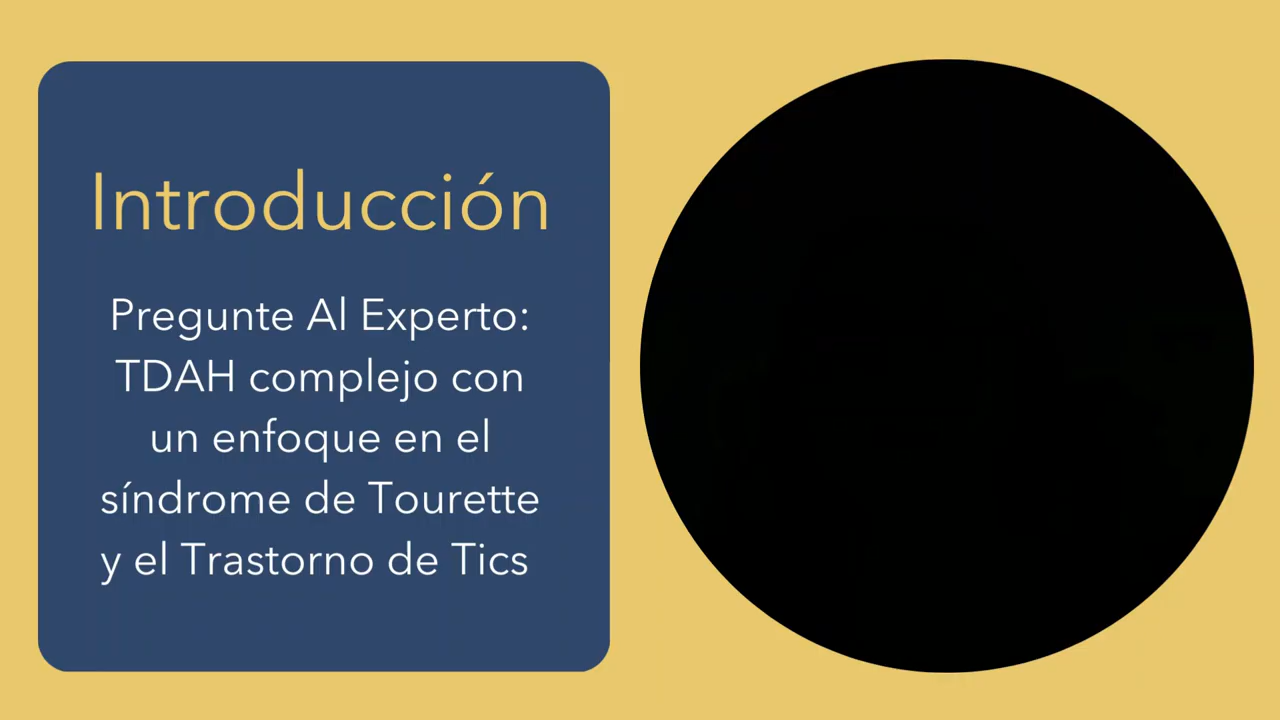 Introducción
Pregunte Al Experto:
TDAH complejo con
un enfoque en el
síndrome de Tourette
y el Trastorno de Tics